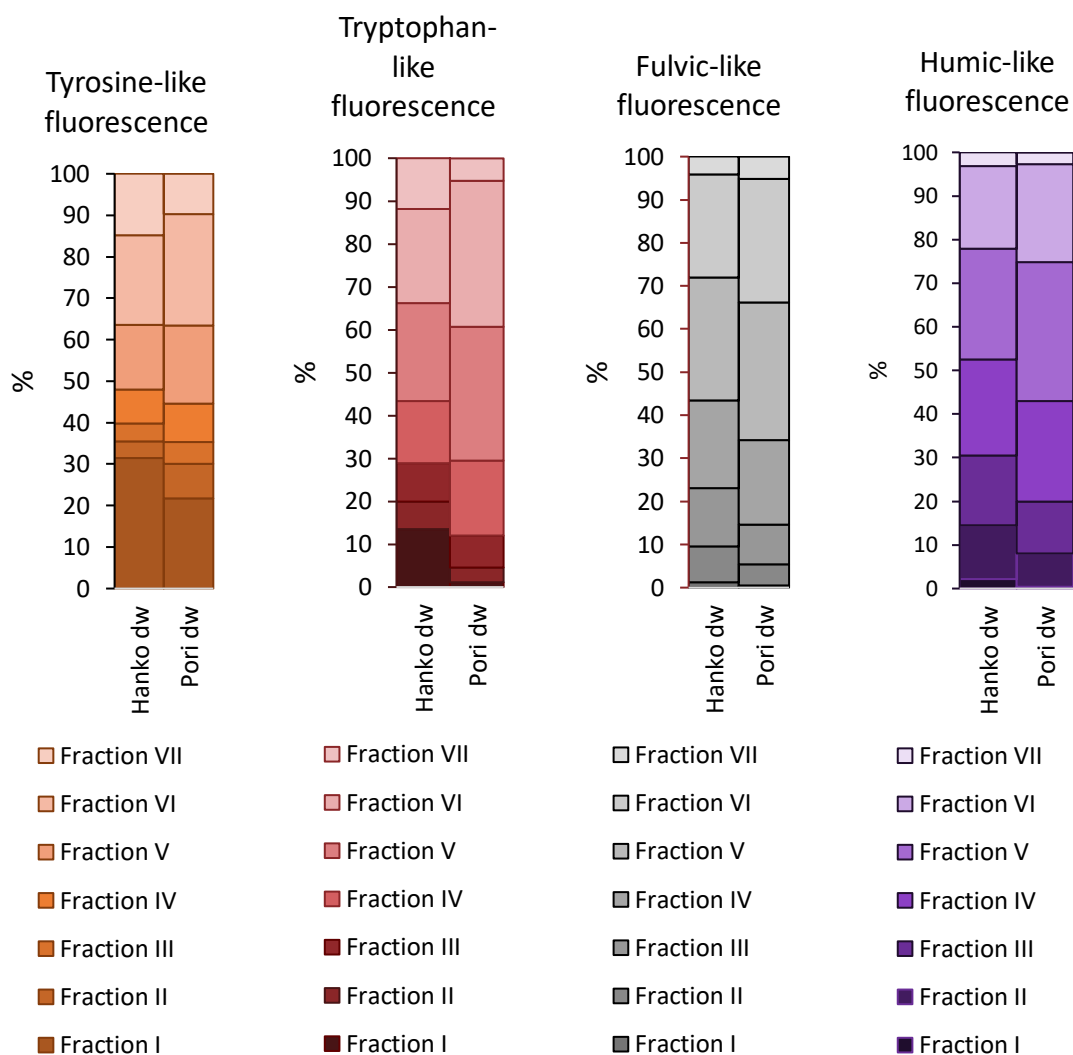 Tyrosine-like
fluorescence
100
90
80
70
60
50
40
30
20
10
0
%
Hanko dw
Pori dw
Fraction VII
Fraction VI
Fraction V
Fraction IV
Fraction III
Fraction II
Fraction I
Tryptophan-
like
fluorescence
100
90
80
70
60
50
40
30
20
10
0
%
Hanko dw
Pori dw
Fraction VII
Fraction VI
Fraction V
Fraction IV
Fraction III
Fraction II
Fraction I
Fulvic-like
fluorescence
100
90
80
70
60
50
40
30
20
10
0
%
Hanko dw
Pori dw
Fraction VII
Fraction VI
Fraction V
Fraction IV
Fraction III
Fraction II
Fraction I
Humic-like
fluorescence
100
90
80
70
60
50
40
30
20
10
0
%
Hanko dw
Pori dw
Fraction VII
Fraction VI
Fraction V
Fraction IV
Fraction III
Fraction II
Fraction I